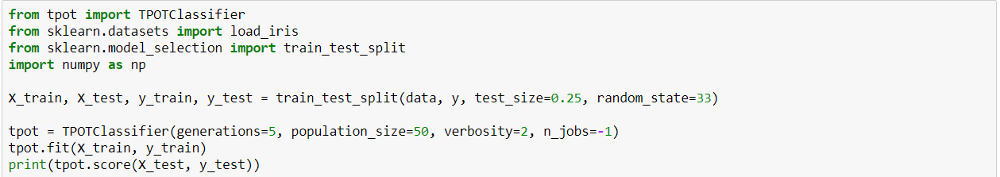 from tpot import TPOTClassifier
from sklearn.datasets import load_iris
from sklearn.model_selection import train_test_split
import numpy as np
X_train, X_test, y_train, y_test = train_test_split(data, y, test_size=0.25, random_state=33)
tpot = TPOTClassifier(generations=5, population_size=50, verbosity=2, n_jobs=-1)
tpot.fit(X_train, y_train)
print(tpot.score(X_test, y_test))